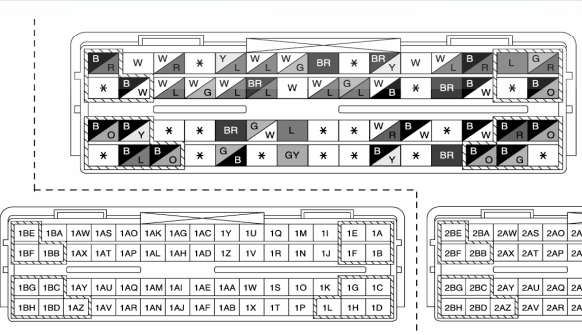 B R W W R * Y L W L W G BR * BR Y W W L B R L G R
* B W W L W G W L BR L W W G L L W B * BR B W *
B O B Y * * BR G W L * * W R B W * B W B R B O
* B L B O * G B * GY * * B Y * BR B O B G *
1BE 1BA 1AW 1AS 1AO 1AK 1AG 1AC 1Y 1U 1Q 1M 1I 1E 1A 2BE 2BA 2AW 2AS 2AO 2A
1BF 1BB 1AX 1AT 1AP 1AL 1AH 1AD 1Z 1V 1R 1N 1J 1F 1B 2BF 2BB 2AX 2AT 2AP 2A
1BG 1BC 1AY 1AU 1AQ 1AM 1AI 1AE 1AA 1W 1S 1O 1K 1G 1C 2BG 2BC 2AY 2AU 2AQ 2A
1BH 1BD 1AZ 1AV 1AR 1AN 1AJ 1AF 1AB 1X 1T 1P 1L 1H 1D 2BH 2BD 2AZ 2AV 2AR 2A